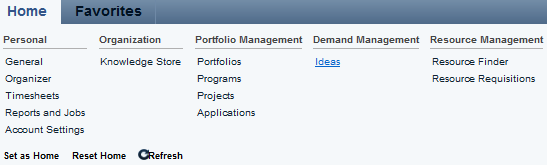 Home Favorites
Personal Organization Portfolio Management Demand Management Resource Management
General Knowledge Store Portfolios Ideas Resource Finder
Organizer Programs Resource Requisitions
Timesheets Projects
Reports and Jobs Applications
Account Settings
Set as Home Reset Home Refresh